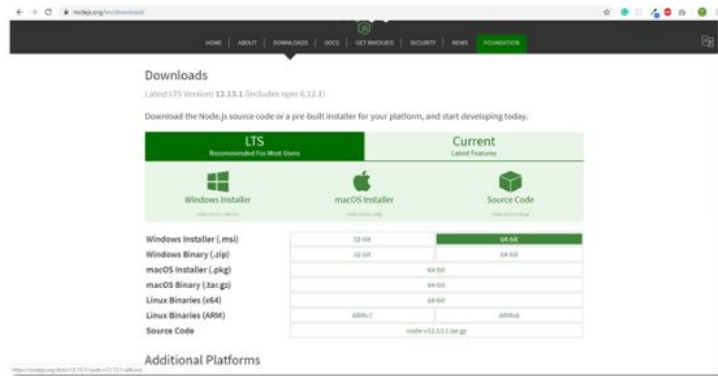 nodejs.org/en/download/
JS
HOME | ABOUT | DOWNLOADS | DOCS | GET INVOLVED | SECURITY | NEWS | FOUNDATION
Downloads
Latest LTS Version: 12.13.1 (includes npm 6.12.1)
Download the Node.js source code or a pre-built installer for your platform, and start developing today.
LTS Current
Recommended For Most Users Latest Features
Windows Installer macOS Installer Source Code
Windows Installer (.msi) 32-bit 64-bit
Windows Binary (.zip) 32-bit 64-bit
macOS Installer (.pkg) 64-bit
macOS Binary (.tar.gz) 64-bit
Linux Binaries (x64) 64-bit
Linux Binaries (ARM) ARMv7 ARMv8
Source Code node-v12.13.1.tar.gz
Additional Platforms